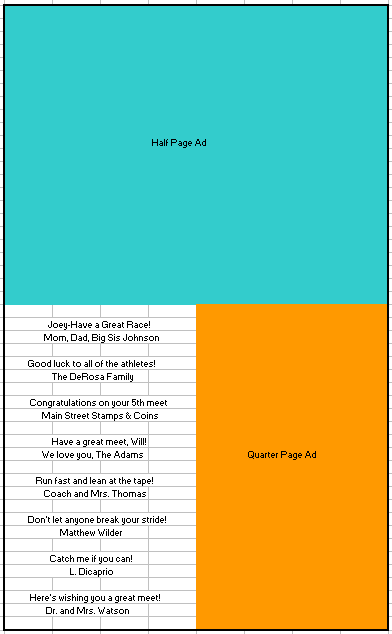 Half Page Ad
Joey-Have a Great Race!
Mom, Dad, Big Sis Johnson
Good luck to all of the athletes!
The DeRosa Family
Congratulations on your 5th meet
Main Street Stamps & Coins
Have a great meet, Will!
We love you, The Adams
Run fast and lean at the tape!
Coach and Mrs. Thomas
Don't let anyone break your stride!
Matthew Wilder
Catch me if you can!
L. Dicaprio
Here's wishing you a great meet!
Dr. and Mrs. Watson
Quarter Page Ad